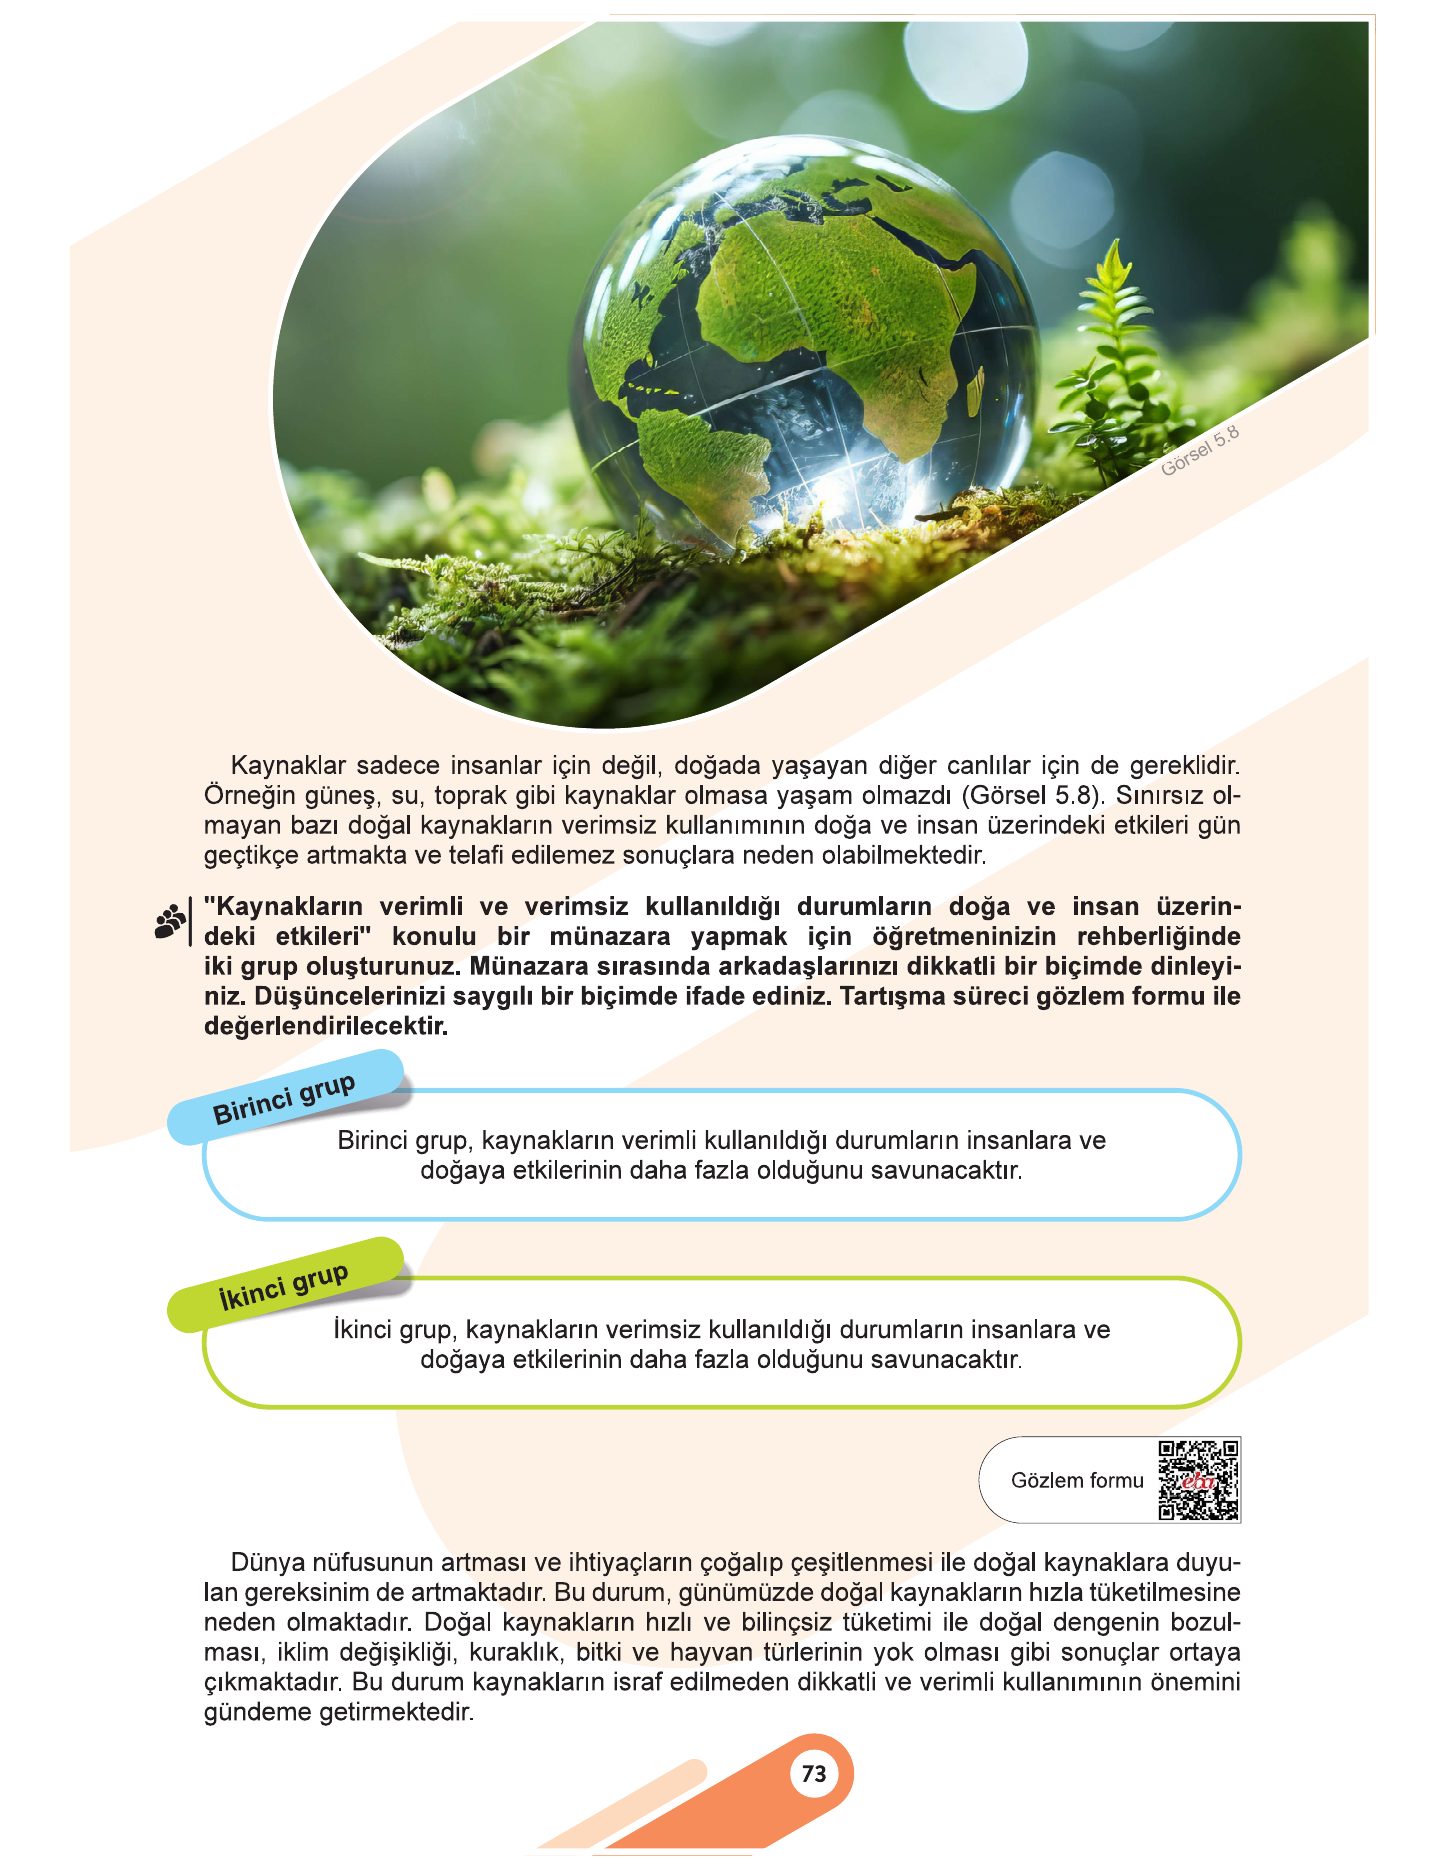 Görsel 5.8
Kaynaklar sadece insanlar için değil, doğada yaşayan diğer canlılar için de gereklidir.
Örneğin güneş, su, toprak gibi kaynaklar olmasa yaşam olmazdı (Görsel 5.8). Sınırsız ol-
mayan bazı doğal kaynakların verimsiz kullanımının doğa ve insan üzerindeki etkileri gün
geçtikçe artmakta ve telafi edilemez sonuçlara neden olabilmektedir.
"Kaynakların verimli ve verimsiz kullanıldığı durumların doğa ve insan üzerin-
deki etkileri" konulu bir münazara yapmak için öğretmeninizin rehberliğinde
iki grup oluşturunuz. Münazara sırasında arkadaşlarınızı dikkatli bir biçimde dinleyi-
niz. Düşüncelerinizi saygılı bir biçimde ifade ediniz. Tartışma süreci gözlem formu ile
değerlendirilecektir.
Birinci grup
Birinci grup, kaynakların verimli kullanıldığı durumların insanlara ve
doğaya etkilerinin daha fazla olduğunu savunacaktır.
İkinci grup
İkinci grup, kaynakların verimsiz kullanıldığı durumların insanlara ve
doğaya etkilerinin daha fazla olduğunu savunacaktır.
Gözlem formu
eba
Dünya nüfusunun artması ve ihtiyaçların çoğalıp çeşitlenmesi ile doğal kaynaklara duyu-
lan gereksinim de artmaktadır. Bu durum, günümüzde doğal kaynakların hızla tüketilmesine
neden olmaktadır. Doğal kaynakların hızlı ve bilinçsiz tüketimi ile doğal dengenin bozul-
ması, iklim değişikliği, kuraklık, bitki ve hayvan türlerinin yok olması gibi sonuçlar ortaya
çıkmaktadır. Bu durum kaynakların israf edilmeden dikkatli ve verimli kullanımının önemini
gündeme getirmektedir.
73